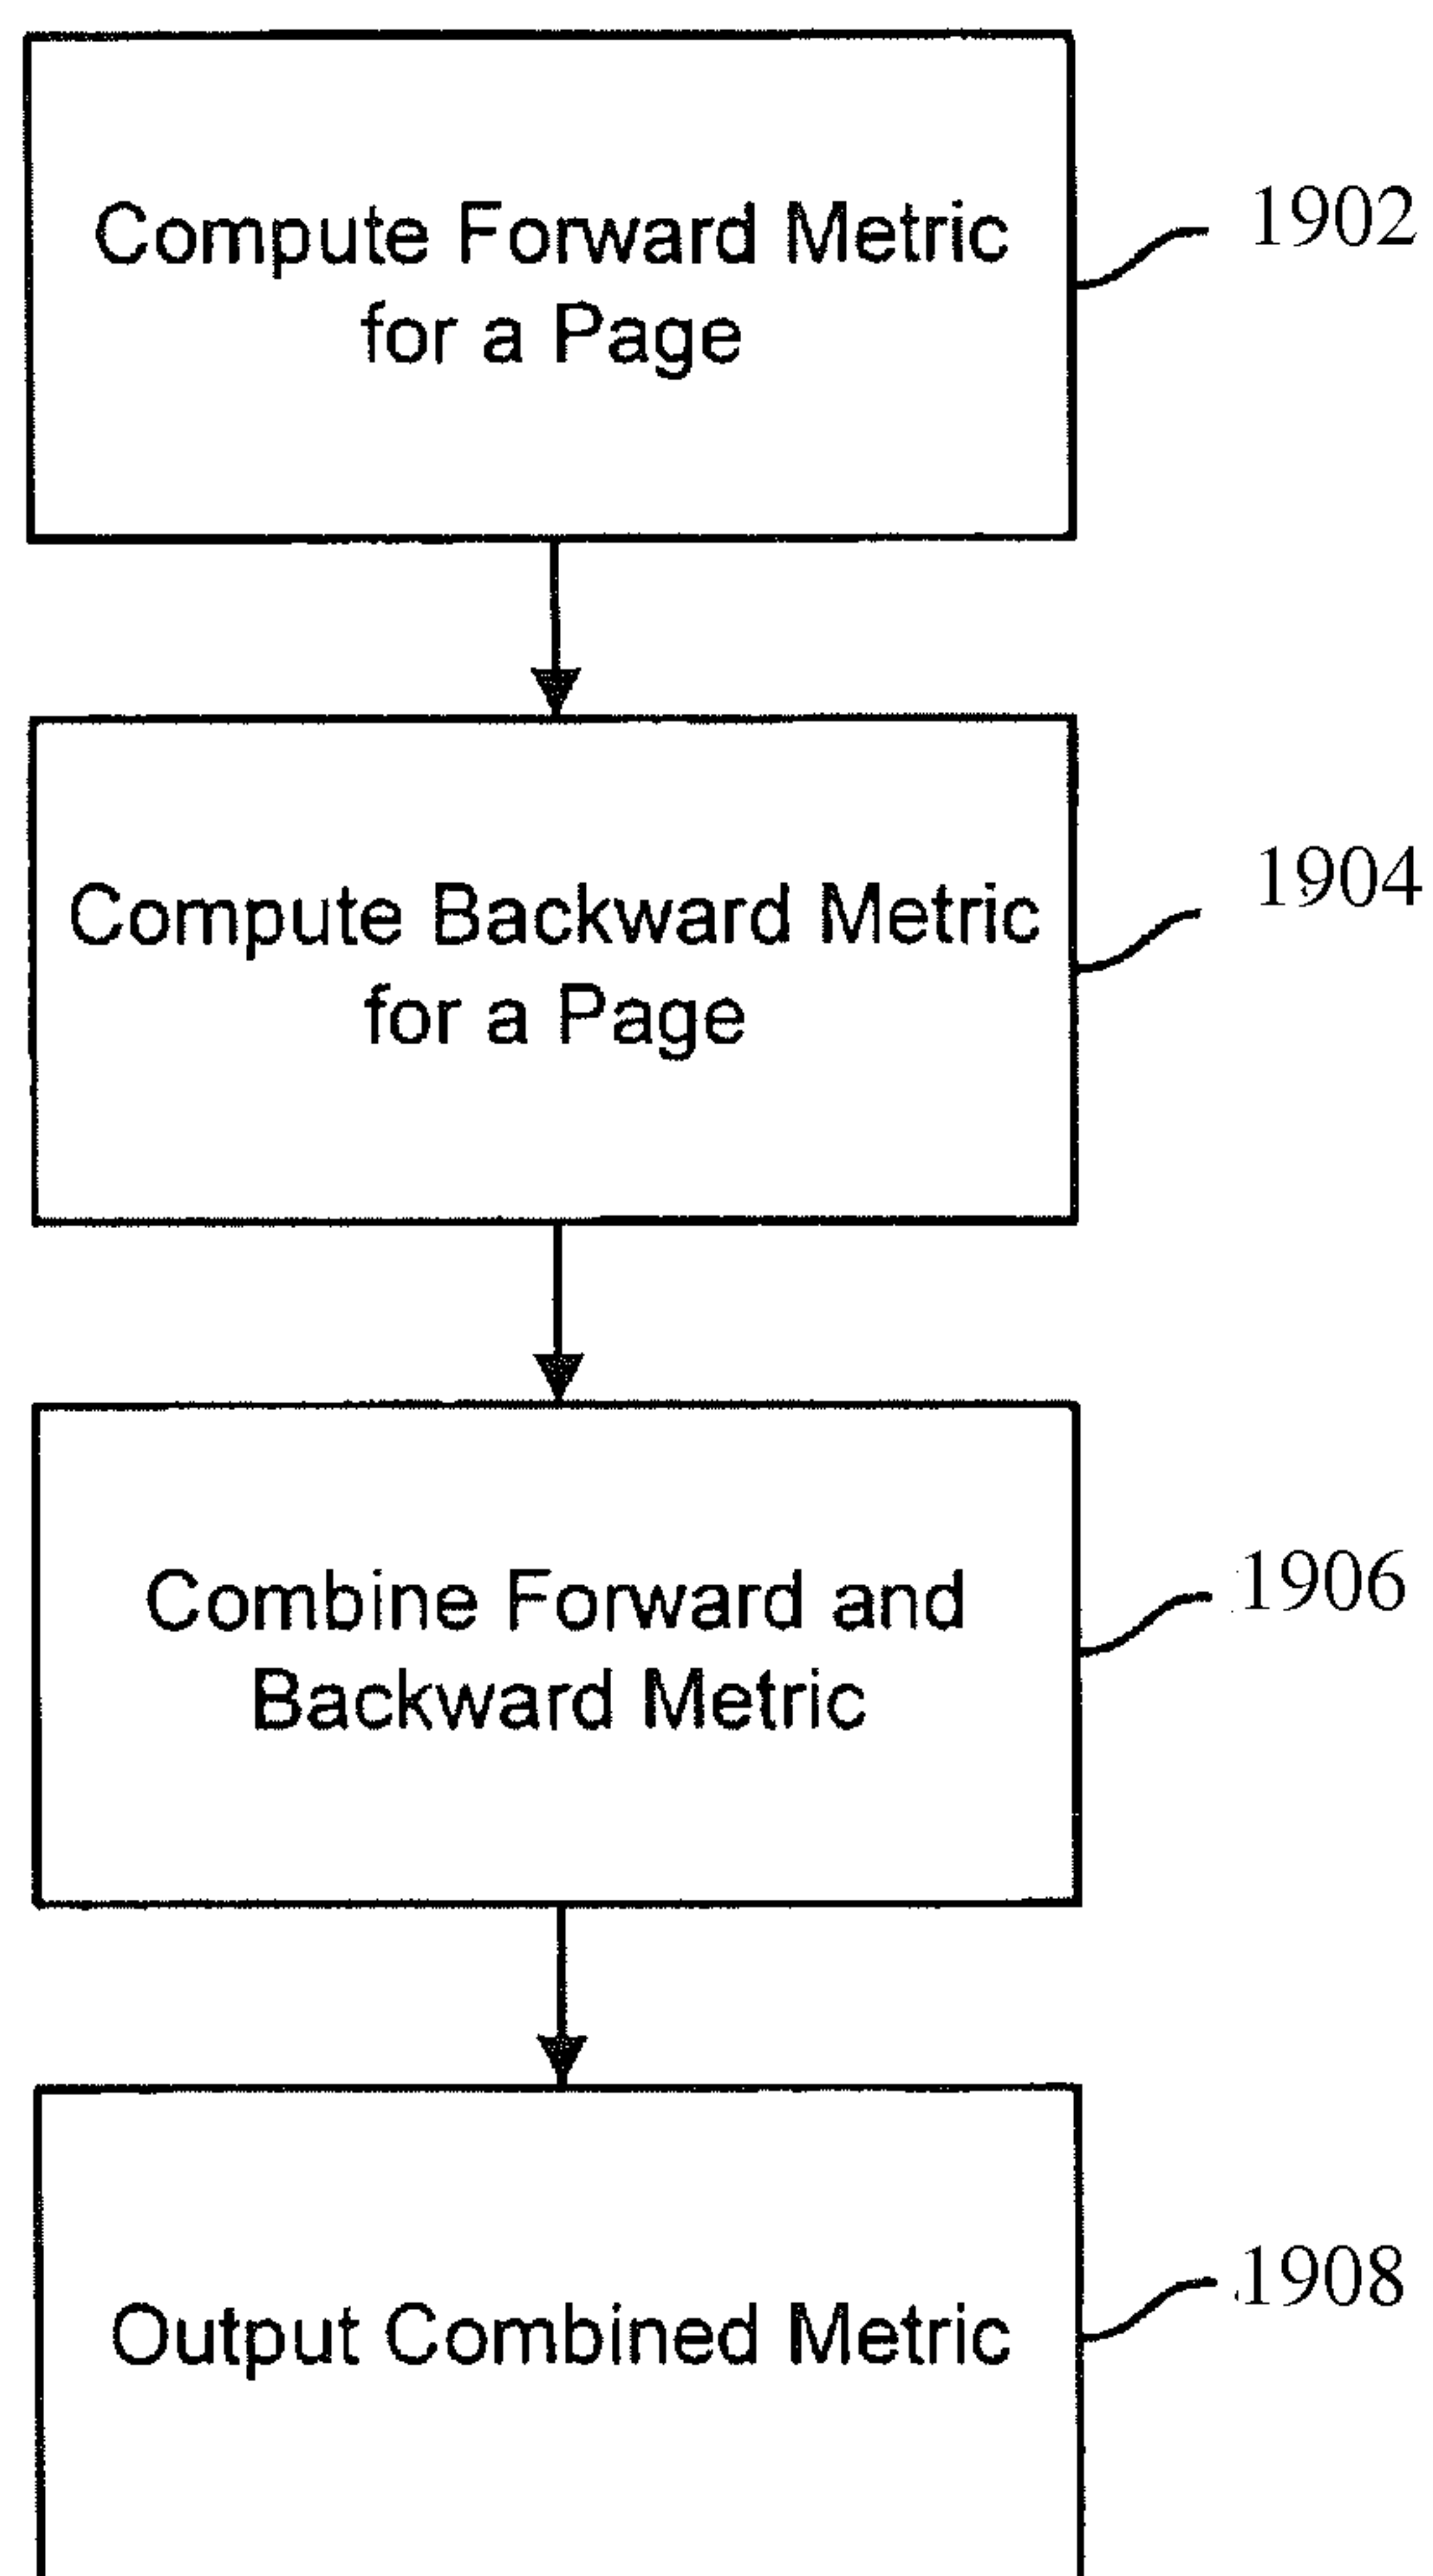 Compute Forward Metric
for a Page
1902
Compute Backward Metric
for a Page
1904
Combine Forward and
Backward Metric
1906
Output Combined Metric
1908